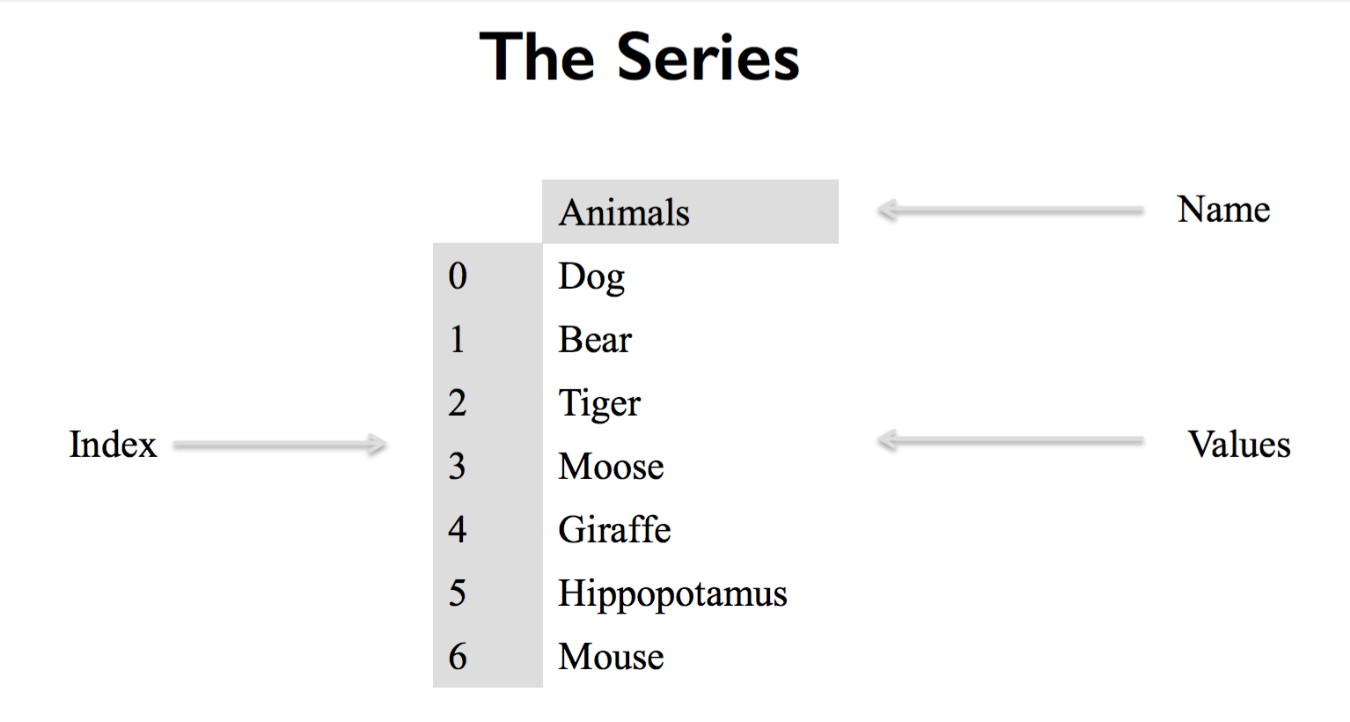 The Series
Animals Name
0 Dog
1 Bear
2 Tiger
Index Values
3 Moose
4 Giraffe
5 Hippopotamus
6 Mouse